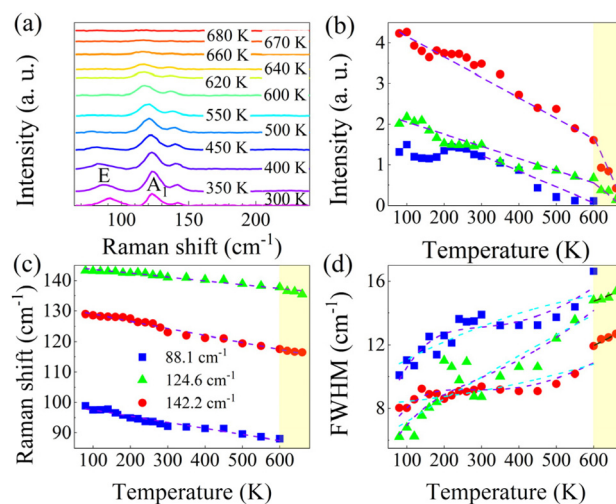 (a)
680 K
670 K
660 K
640 K
620 K
600 K
550 K
500 K
450 K
400 K
350 K
300 K
E
A1
Intensity (a. u.)
100 150 200
Raman shift (cm-1)
(b)
4
2
0
Intensity (a. u.)
100 200 300 400 500 600
Temperature (K)
(c)
140
130
120
110
100
90
Raman shift (cm-1)
88.1 cm-1
124.6 cm-1
142.2 cm-1
100 200 300 400 500 600
Temperature (K)
(d)
16
12
8
FWHM (cm-1)
100 200 300 400 500 600
Temperature (K)